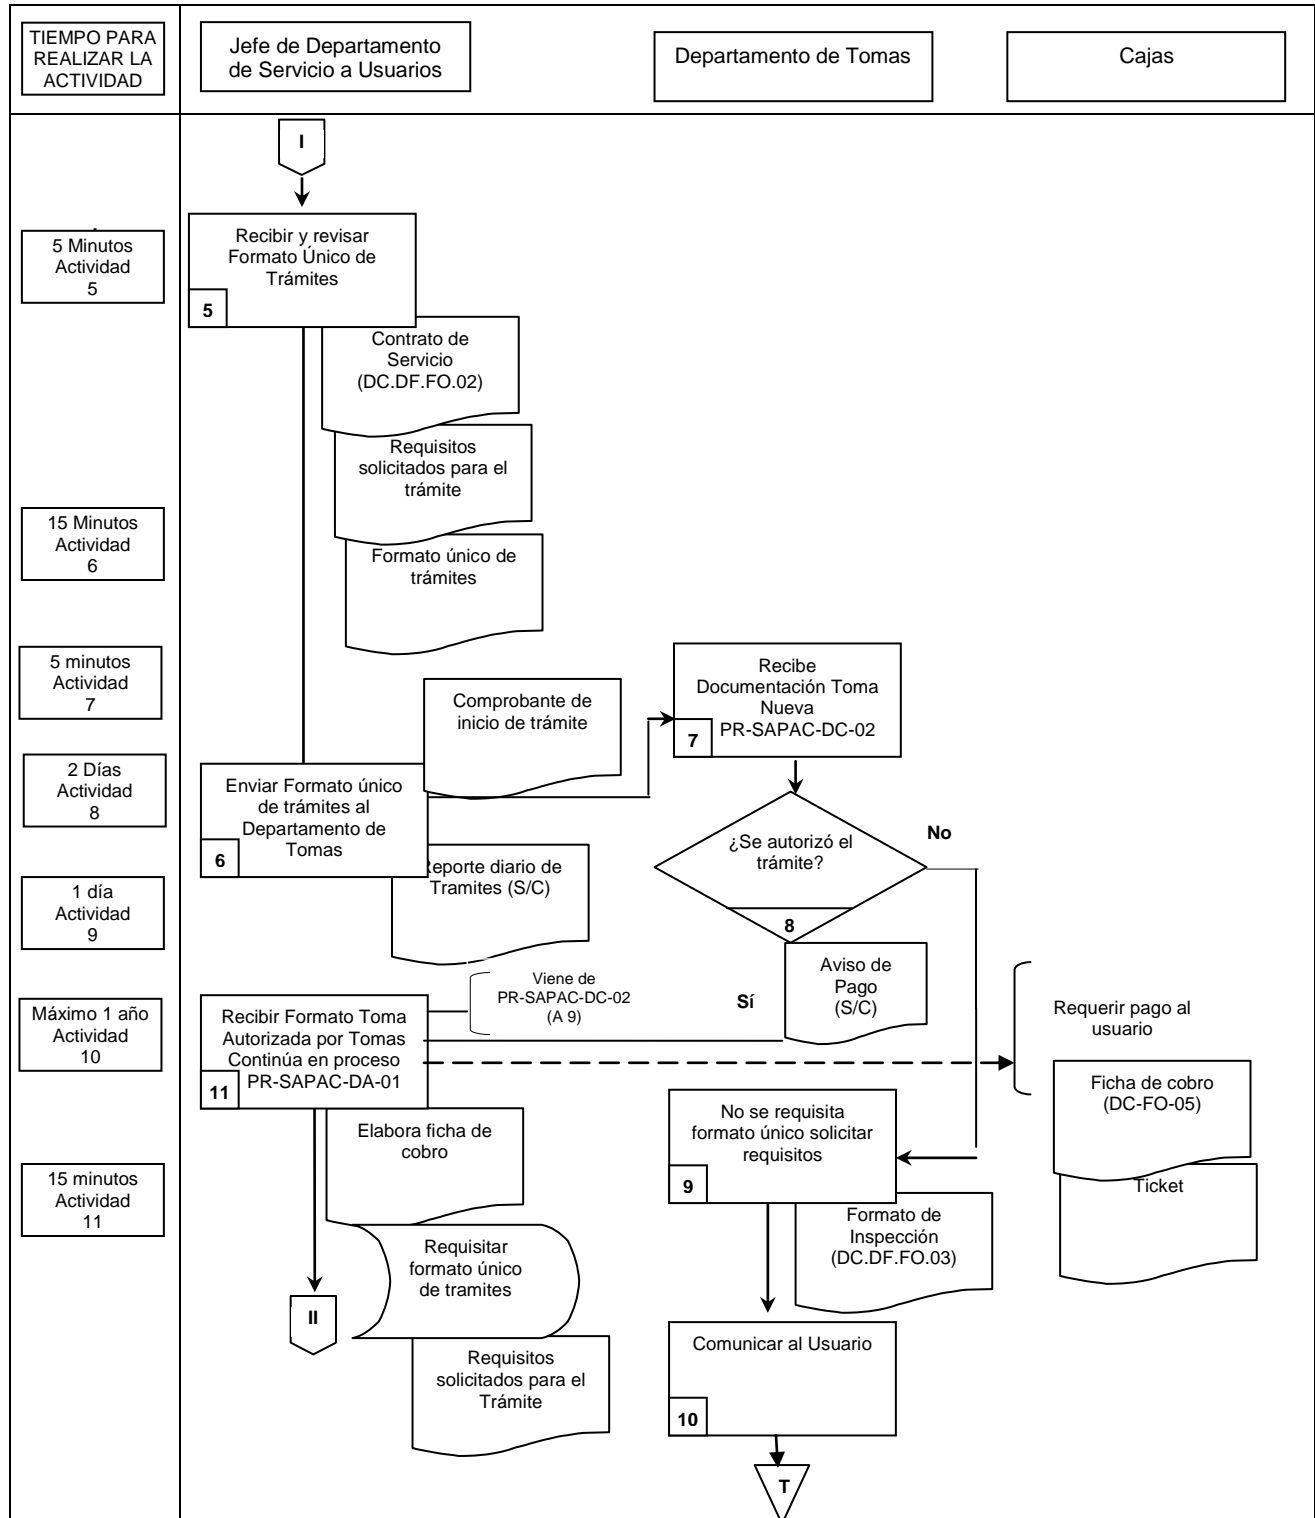 TIEMPO PARA
REALIZAR LA
ACTIVIDAD
Jefe de Departamento
de Servicio a Usuarios
Departamento de Tomas
Cajas
I
5 Minutos
Actividad
5
Recibir y revisar
Formato Único de
Trámites
5
Contrato de
Servicio
(DC.DF.FO.02)
Requisitos
solicitados para el
trámite
15 Minutos
Actividad
6
Formato único de
trámites
5 minutos
Actividad
7
Recibe
Documentación Toma
Nueva
PR-SAPAC-DC-02
7
Comprobante de
inicio de trámite
2 Días
Actividad
8
Enviar Formato único
de trámites al
Departamento de
Tomas
6
¿Se autorizó el
trámite?
8
No
Reporte diario de
Tramites (S/C)
1 día
Actividad
9
Viene de
PR-SAPAC-DC-02
(A 9)
Sí
Aviso de
Pago
(S/C)
Máximo 1 año
Actividad
10
Recibir Formato Toma
Autorizada por Tomas
Continúa en proceso
PR-SAPAC-DA-01
11
Requerir pago al
usuario
Ficha de cobro
(DC-FO-05)
Ticket
Elabora ficha de
cobro
No se requisita
formato único solicitar
requisitos
9
15 minutos
Actividad
11
Formato de
Inspección
(DC.DF.FO.03)
Requisitar
formato único
de tramites
II
Requisitos
solicitados para el
Trámite
Comunicar al Usuario
10
T